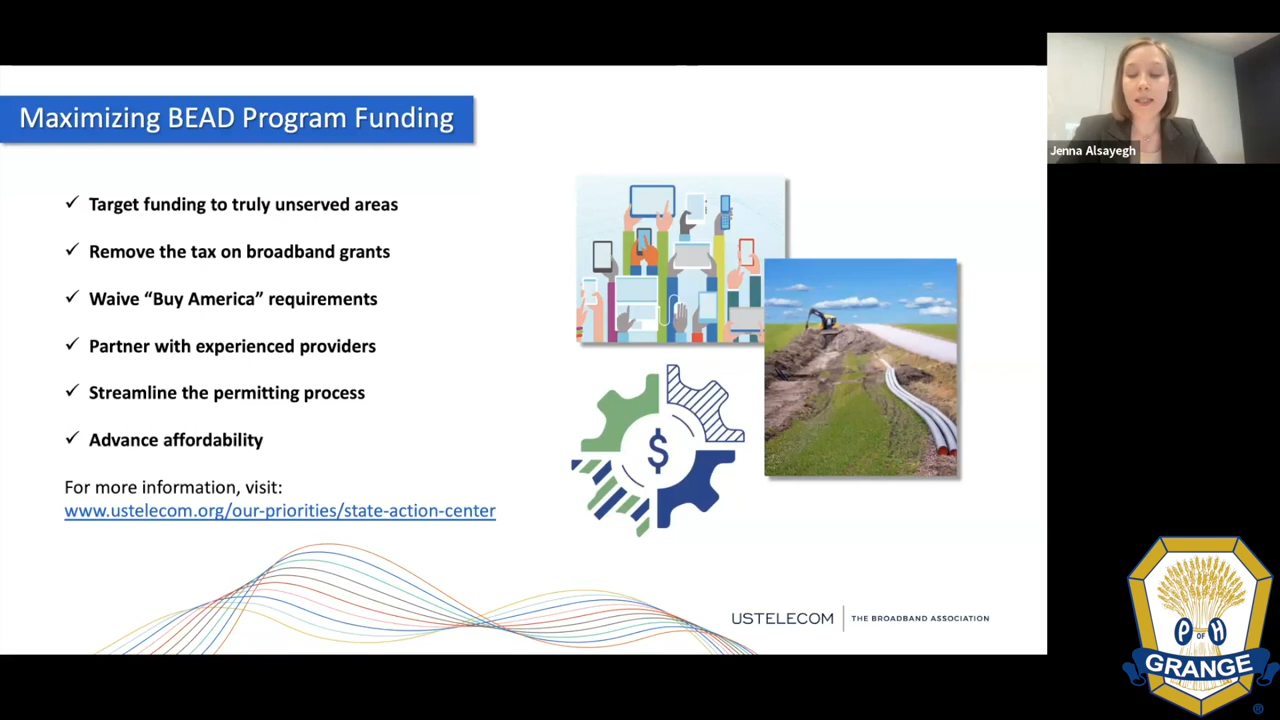 Maximizing BEAD Program Funding
Jenna Alsayegh
✓ Target funding to truly unserved areas
✓ Remove the tax on broadband grants
✓ Waive “Buy America” requirements
✓ Partner with experienced providers
✓ Streamline the permitting process
✓ Advance affordability
$
For more information, visit:
www.ustelecom.org/our-priorities/state-action-center
USTELECOM | THE BROADBAND ASSOCIATION
P OF H
GRANGE
®